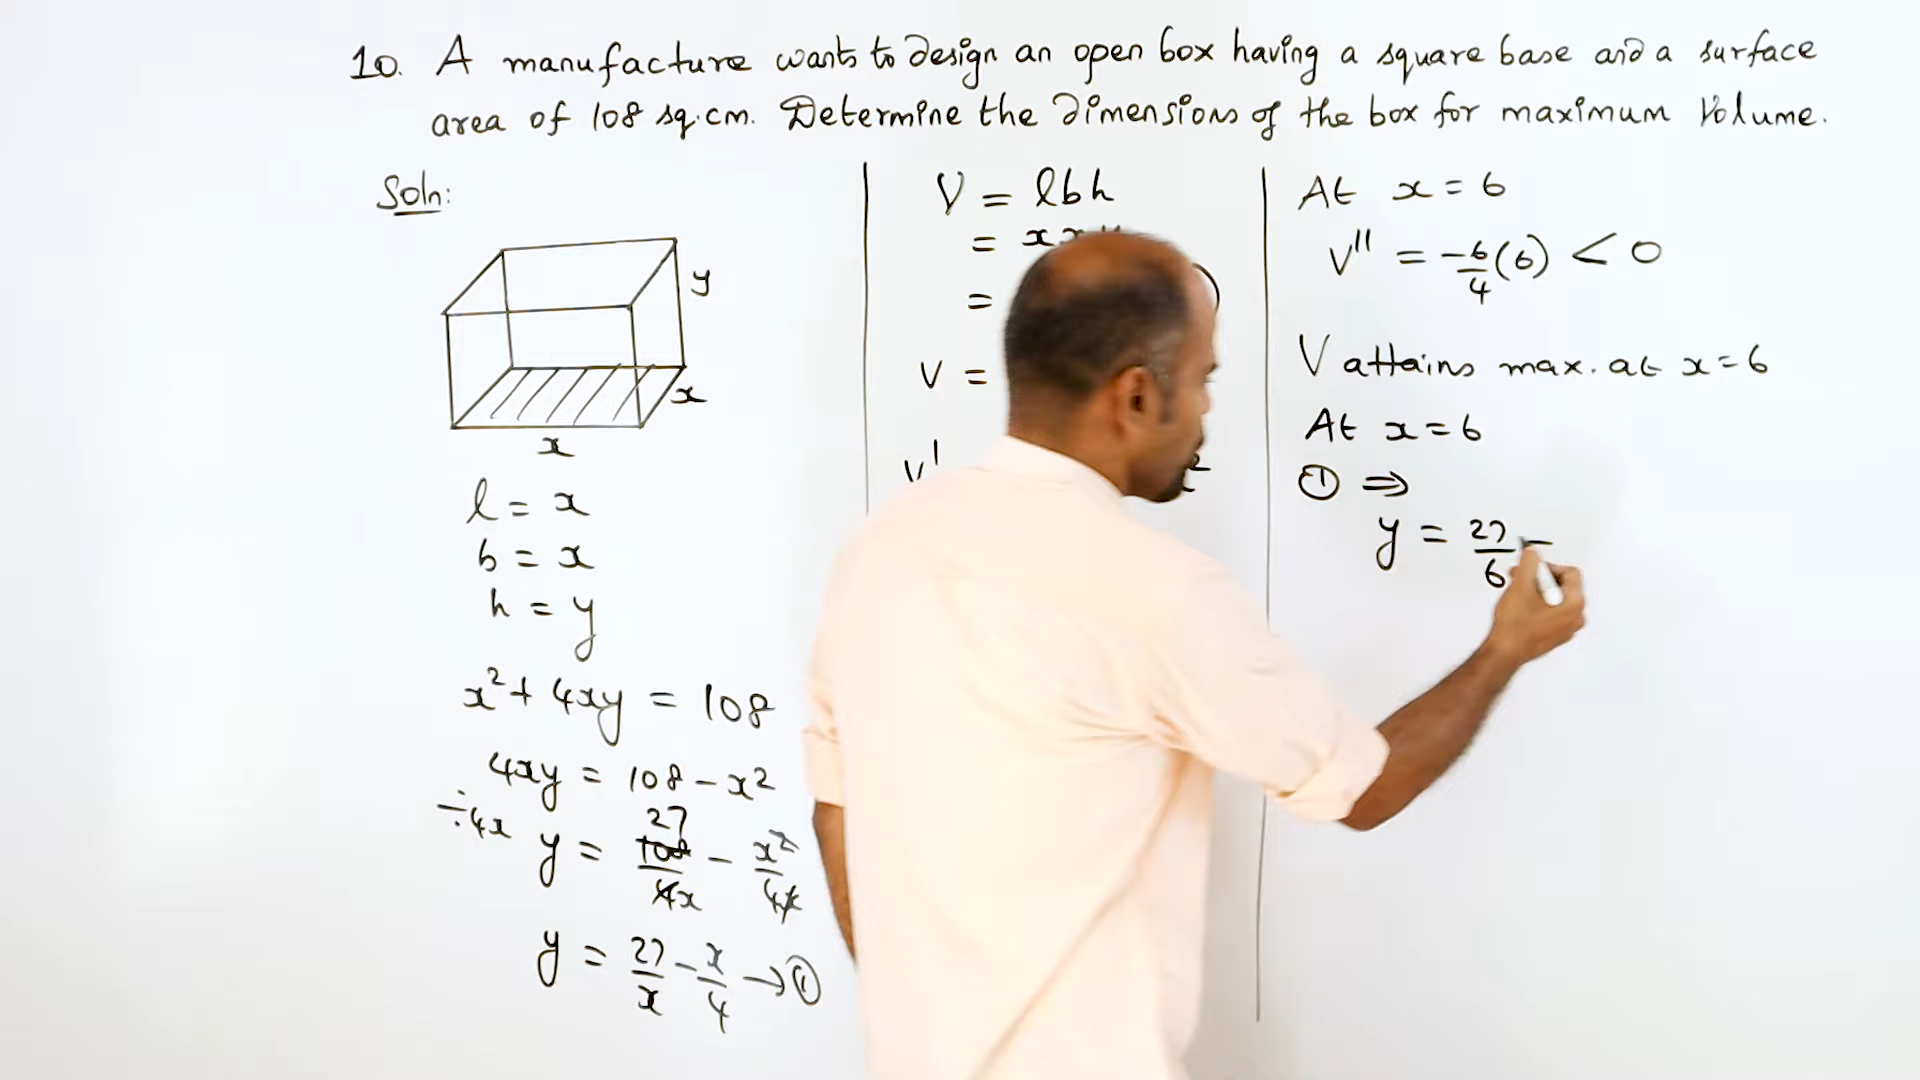 10. A manufacture wants to design an open box having a square base and a surface
area of 108 sq.cm. Determine the dimensions of the box for maximum volume.
Soln:
y
x
x
l = x
b = x
h = y
x² + 4xy = 108
4xy = 108 - x²
÷4x y = 27 108/4x - x²/4x
y = 27/x - x/4 → ①
V = lbh
= x
=
V =
V'
At x = 6
V'' = -6/4 (6) < 0
V attains max. at x = 6
At x = 6
① ⇒
y = 27/6 -